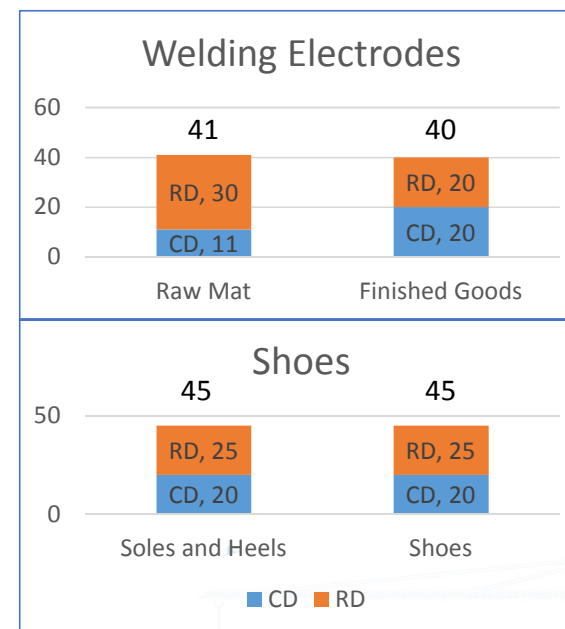 Welding Electrodes
60
41 40
40
RD, 30 RD, 20
20
CD, 11 CD, 20
0
Raw Mat Finished Goods
Shoes
45 45
50
RD, 25 RD, 25
CD, 20 CD, 20
0
Soles and Heels Shoes
CD RD